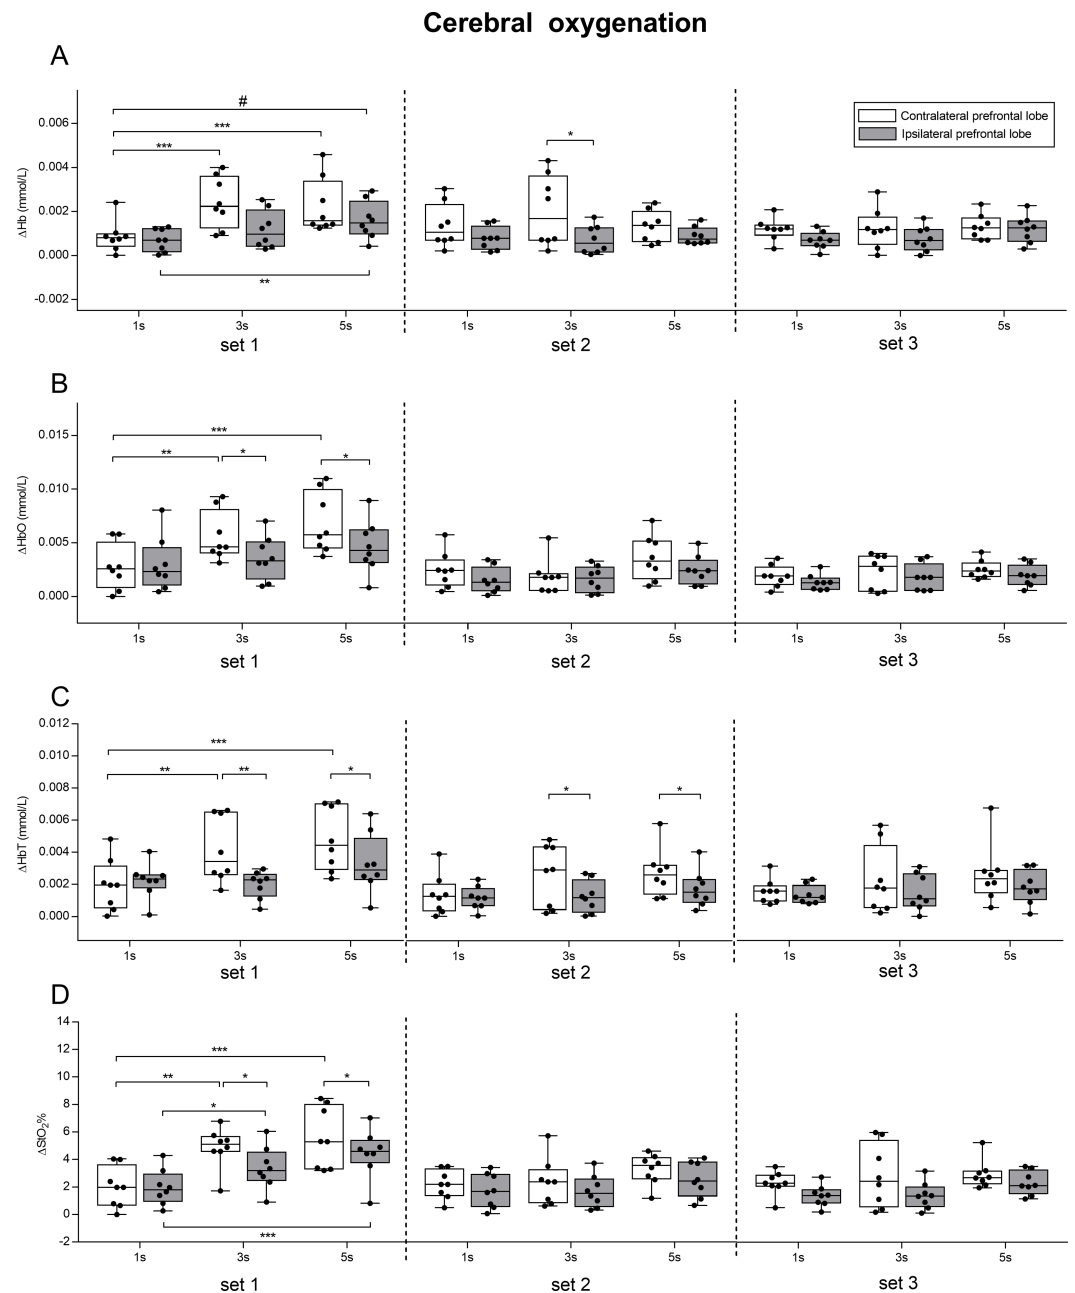 Cerebral oxygenation
A
ΔHb (mmol/L)
0.006
0.004
0.002
0.000
-0.002
#
***
***
**
*
Contralateral prefrontal lobe
Ipsilateral prefrontal lobe
1s 3s 5s 1s 3s 5s 1s 3s 5s
set 1 set 2 set 3
B
ΔHbO (mmol/L)
0.015
0.010
0.005
0.000
***
** * *
1s 3s 5s 1s 3s 5s 1s 3s 5s
set 1 set 2 set 3
C
ΔHbT (mmol/L)
0.012
0.010
0.008
0.006
0.004
0.002
0.000
***
** ** *
* *
1s 3s 5s 1s 3s 5s 1s 3s 5s
set 1 set 2 set 3
D
ΔStO2%
14
12
10
8
6
4
2
0
-2
***
** * *
*
***
1s 3s 5s 1s 3s 5s 1s 3s 5s
set 1 set 2 set 3